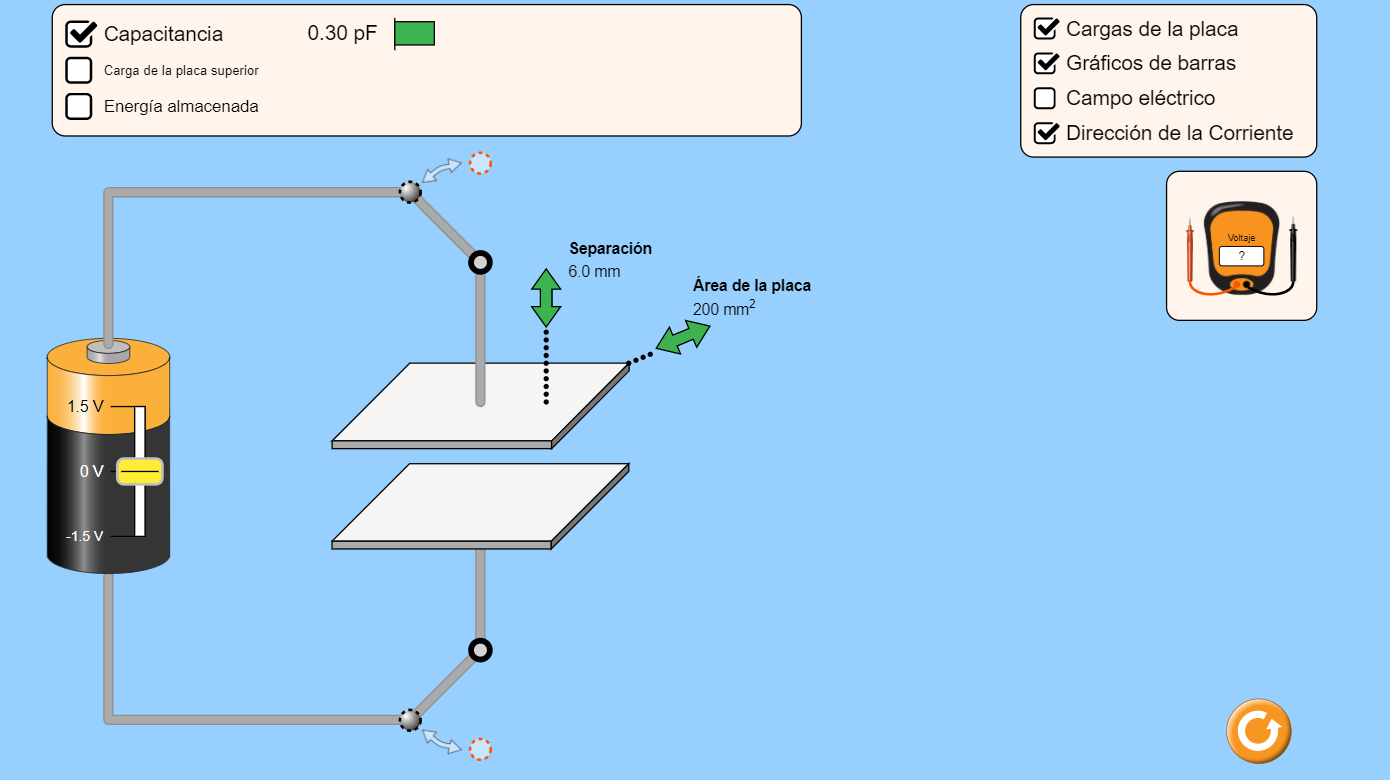 Capacitancia 0.30 pF
Carga de la placa superior
Energía almacenada
Cargas de la placa
Gráficos de barras
Campo eléctrico
Dirección de la Corriente
Voltaje
?
Separación
6.0 mm
Área de la placa
200 mm²
1.5 V
0 V
-1.5 V